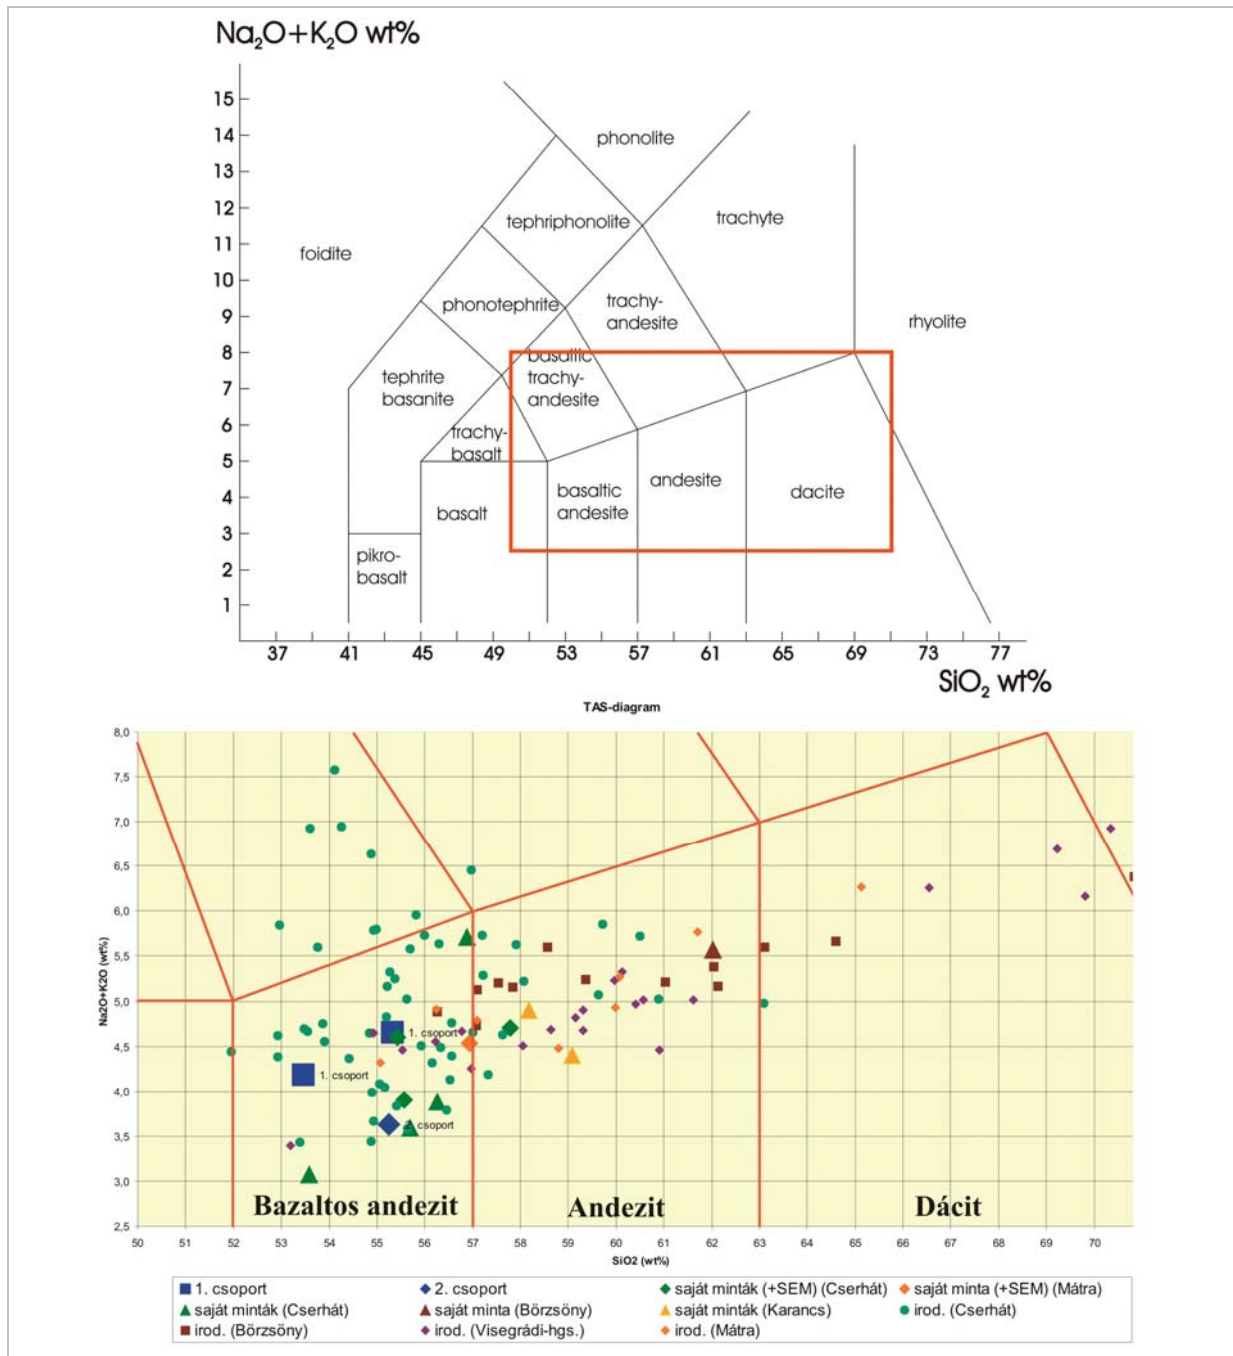 Na₂O+K₂O wt%
15
14
13
12
11
10
9
8
7
6
5
4
3
2
1
phonolite
tephriphonolite
trachyte
foidite
phonotephrite
trachy-
andesite
rhyolite
basaltic
trachy-
andesite
tephrite
basanite
trachy-
basalt
basalt
basaltic
andesite
andesite
dacite
pikro-
basalt
37 41 45 49 53 57 61 65 69 73 77
SiO₂ wt%
TAS-diagram
Na2O+K2O (wt%)
8,0
7,5
7,0
6,5
6,0
5,5
5,0
4,5
4,0
3,5
3,0
2,5
1. csoport
1. csoport
csoport
Bazaltos andezit Andezit Dácit
50 51 52 53 54 55 56 57 58 59 60 61 62 63 64 65 66 67 68 69 70
SiO2 (wt%)
1. csoport 2. csoport saját minták (+SEM) (Cserhát) saját minta (+SEM) (Mátra)
saját minták (Cserhát) saját minta (Börzsöny) saját minták (Karancs) irod. (Cserhát)
irod. (Börzsöny) irod. (Visegrádi-hgs.) irod. (Mátra)